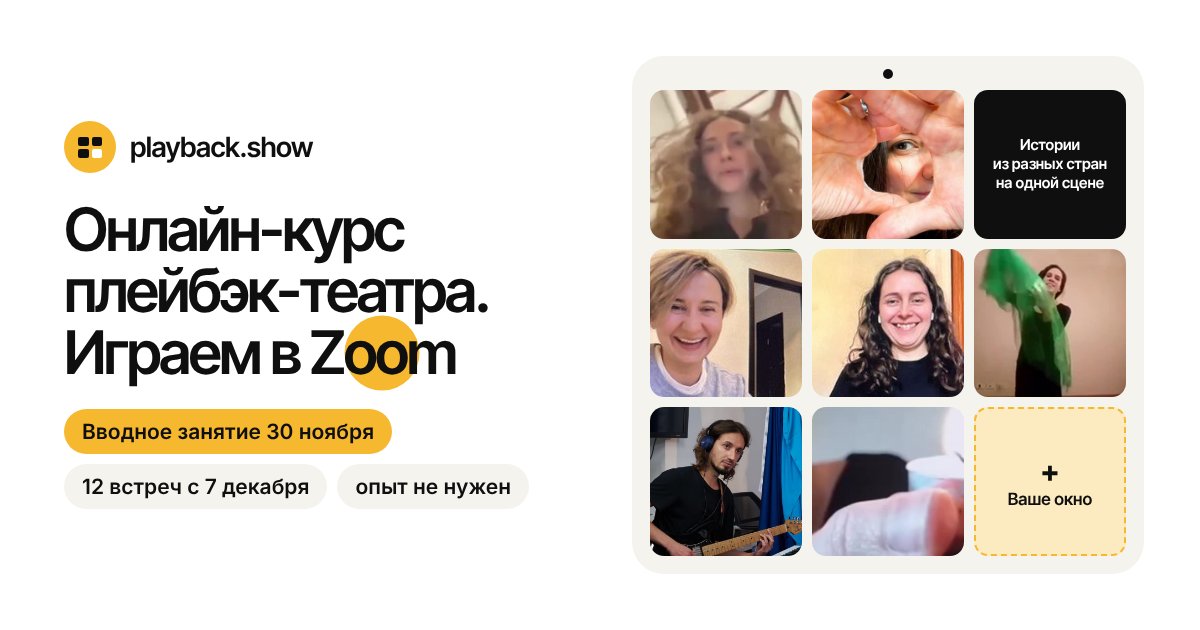 playback.show
Онлайн-курс
плейбэк-театра.
Играем в Zoom
Вводное занятие 30 ноября
12 встреч с 7 декабря
опыт не нужен
Истории
из разных стран
на одной сцене
+
Ваше окно